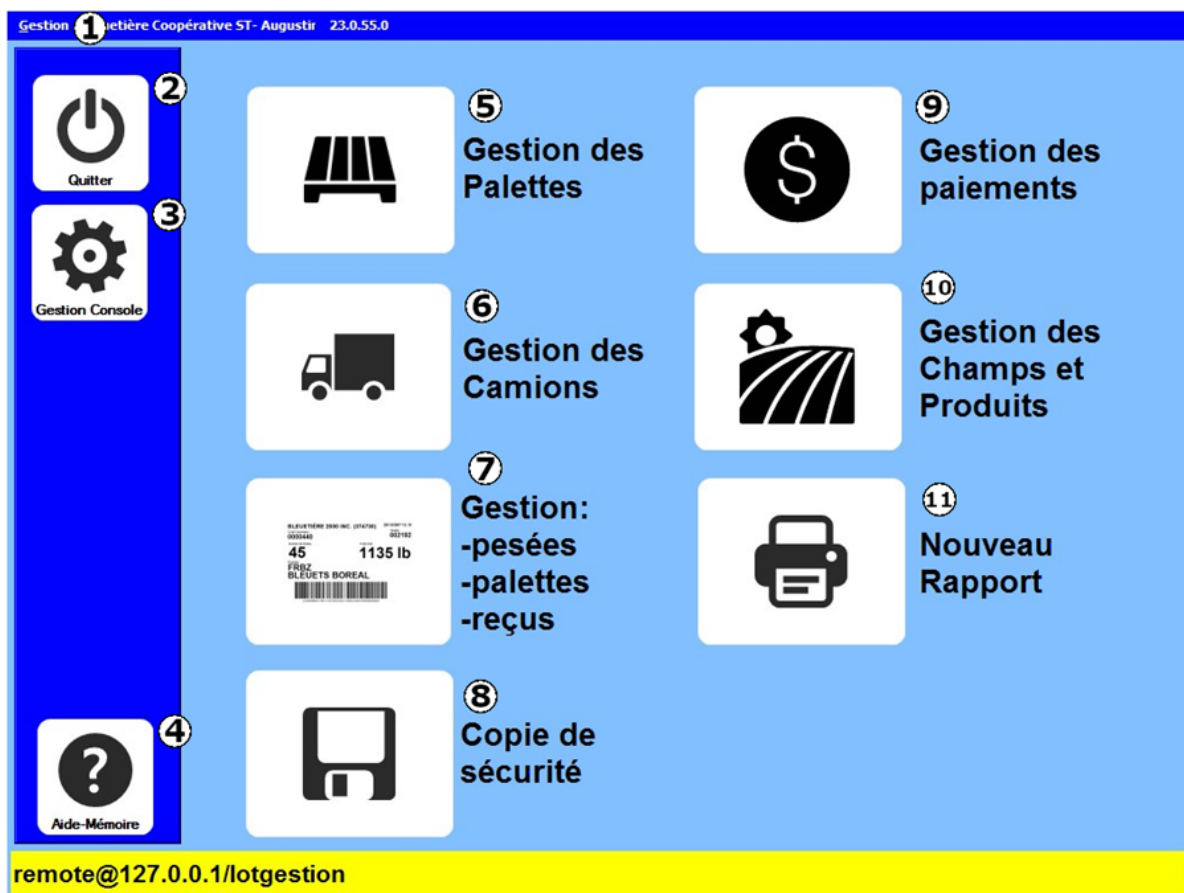 Gestion ① etière Coopérative ST- Augustir 23.0.55.0
②
Quitter
③
Gestion Console
④
Aide-Mémoire
⑤
Gestion des
Palettes
⑥
Gestion des
Camions
⑦
Gestion:
-pesées
-palettes
-reçus
BLEUETIÈRE 2000 INC. (374730)
0000440
002192
45 1135 lb
FRBZ
BLEUETS BOREAL
⑧
Copie de
sécurité
⑨
Gestion des
paiements
⑩
Gestion des
Champs et
Produits
⑪
Nouveau
Rapport
remote@127.0.0.1/lotgestion